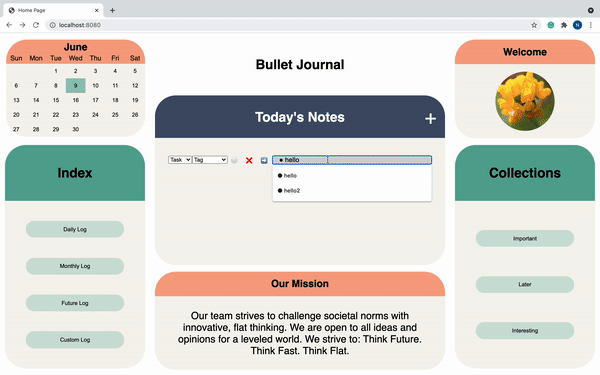 Home Page
localhost:8080
N
June
Sun Mon Tue Wed Thu Fri Sat
1 2 3 4 5
6 7 8 9 10 11 12
13 14 15 16 17 18 19
20 21 22 23 24 25 26
27 28 29 30
Bullet Journal
Welcome
Today's Notes +
Task Tag ● hello
● hello
● hello2
Index
Daily Log
Monthly Log
Future Log
Custom Log
Collections
Important
Later
Interesting
Our Mission
Our team strives to challenge societal norms with
innovative, flat thinking. We are open to all ideas and
opinions for a leveled world. We strive to: Think Future.
Think Fast. Think Flat.